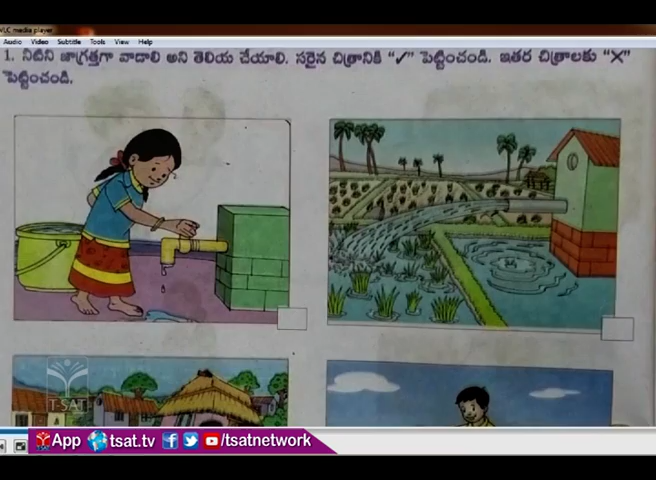 VLC media player
Audio Video Subtitle Tools View Help
1. నీటిని జాగ్రత్తగా వాడాలి అని తెలియ చేయాలి. సరైన చిత్రానికి “✓” పెట్టించండి. ఇతర చిత్రాలకు “✕”
పెట్టించండి.
T-SAT
App tsat.tv /tsatnetwork